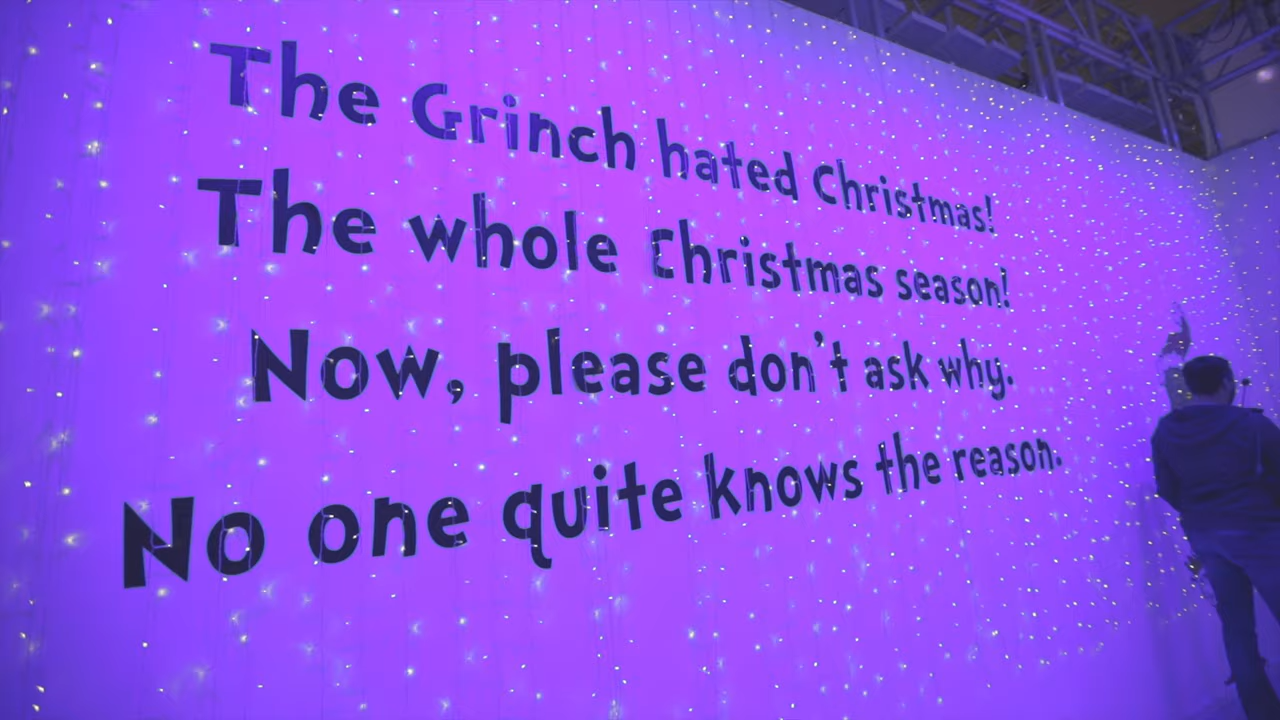 The Grinch hated Christmas!
The whole Christmas season!
Now, please don't ask why.
No one quite knows the reason.